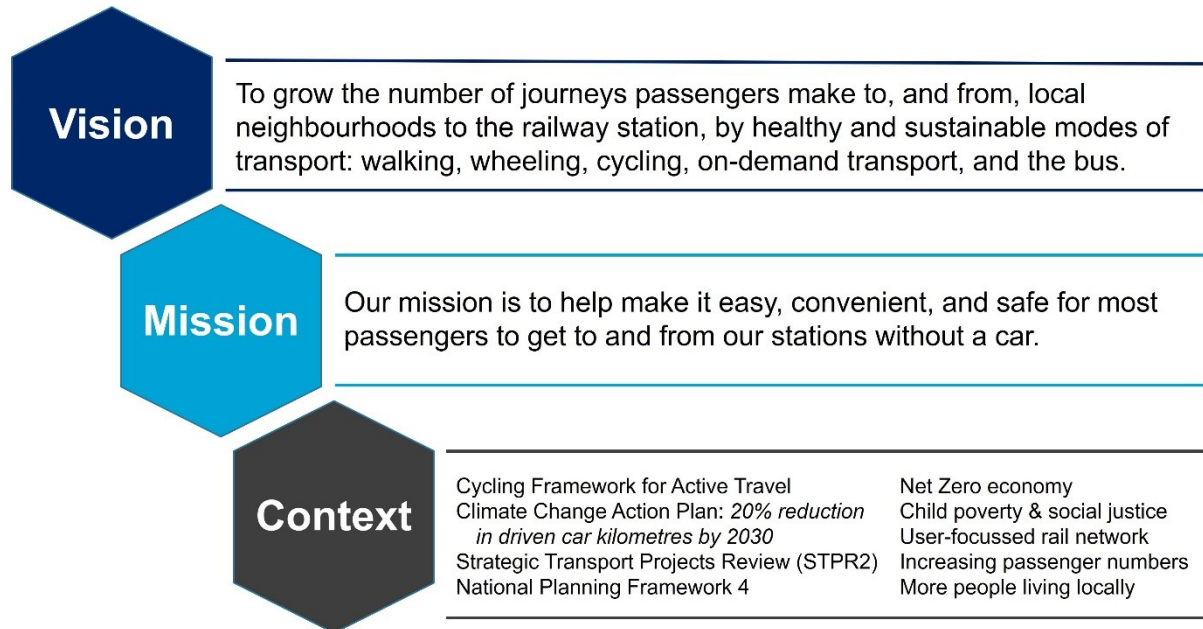 Vision
To grow the number of journeys passengers make to, and from, local
neighbourhoods to the railway station, by healthy and sustainable modes of
transport: walking, wheeling, cycling, on-demand transport, and the bus.
Mission
Our mission is to help make it easy, convenient, and safe for most
passengers to get to and from our stations without a car.
Context
Cycling Framework for Active Travel
Climate Change Action Plan: 20% reduction
in driven car kilometres by 2030
Strategic Transport Projects Review (STPR2)
National Planning Framework 4
Net Zero economy
Child poverty & social justice
User-focussed rail network
Increasing passenger numbers
More people living locally